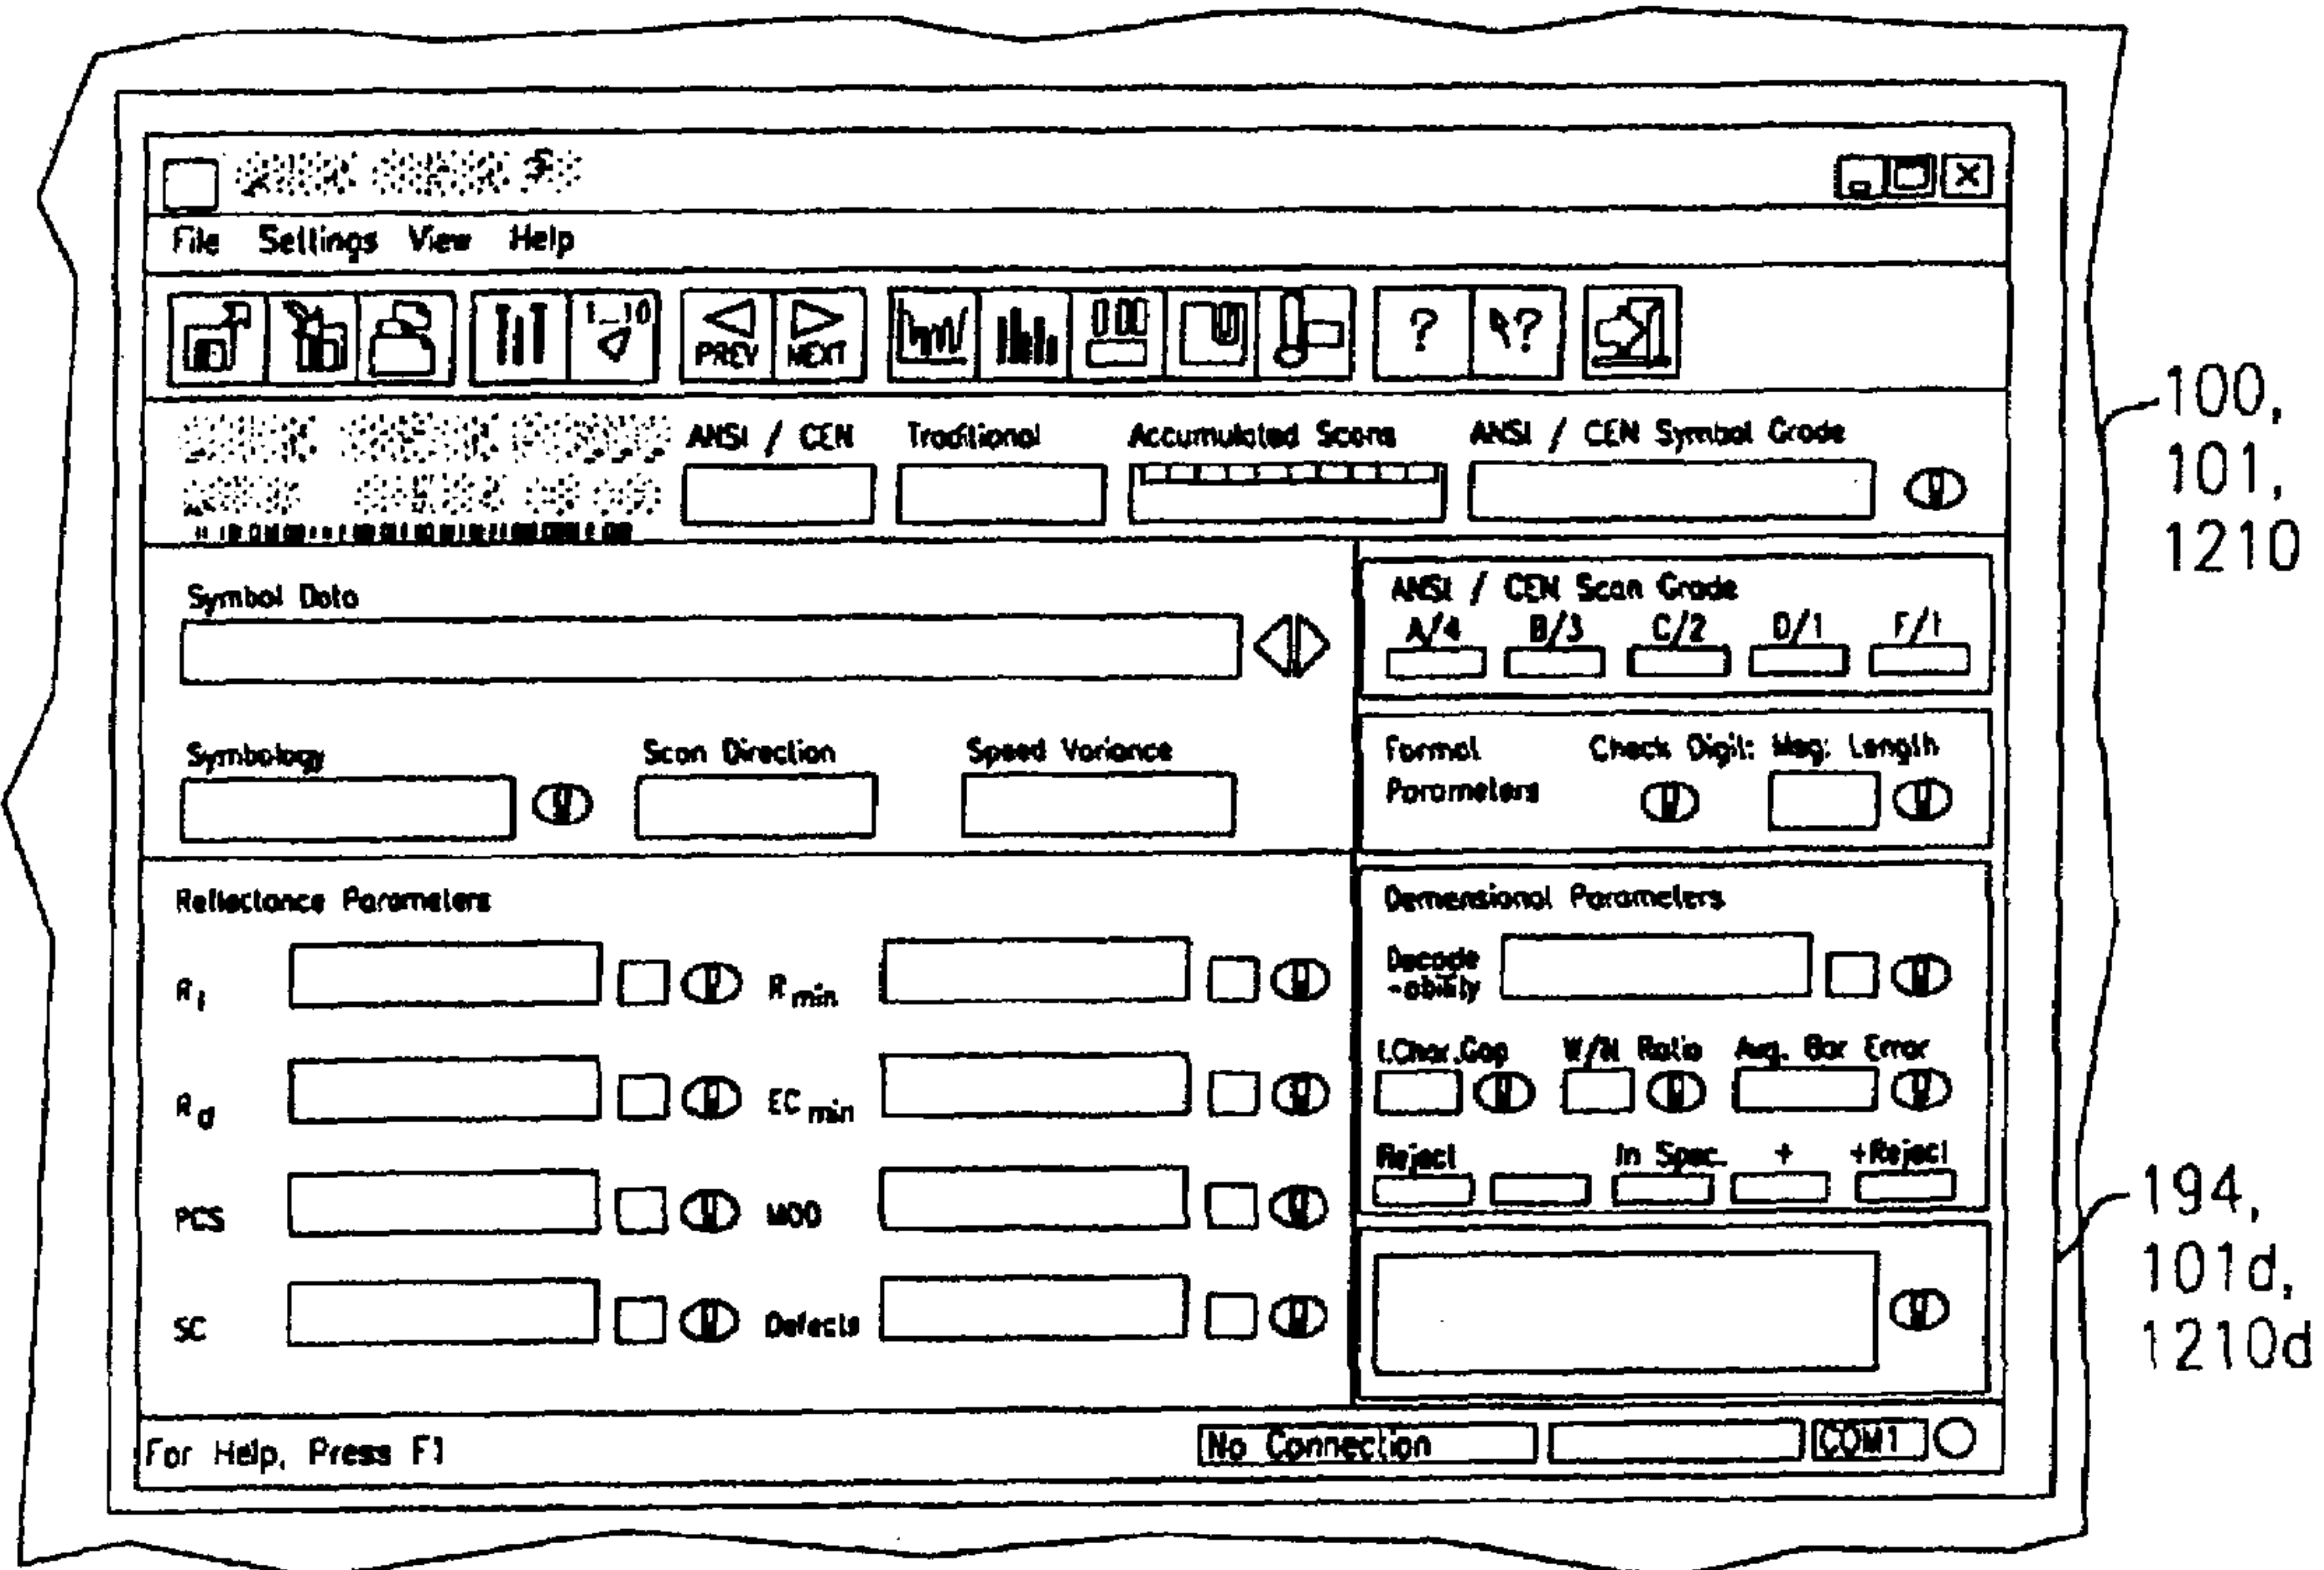 File Settings View Help
1_10
PREV NEXT
? ?
ANSI / CEN Traditional Accumulated Scans ANSI / CEN Symbol Grade
100,
101,
1210
Symbol Data
ANSI / CEN Scan Grade
A/4 B/3 C/2 D/1 F/1
Symbology Scan Direction Speed Variance
Format Check Digit: Msg: Length
Parameters
Reflectance Parameters
Demensional Parameters
Decode
-ability
R min
I.Char.Gap W/N Ratio Avg. Bar Error
R d EC min
Reject In Spec. + +Reject
PCS MOD
SC Defects
194,
101d,
1210d
For Help, Press F1 No Connection COM1